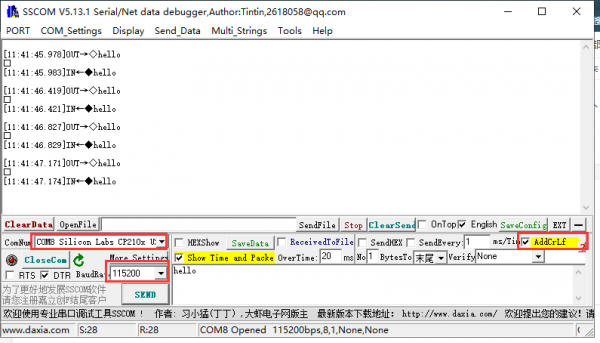 SSCOM V5.13.1 Serial/Net data debugger,Author:Tintin,2618058@qq.com
PORT COM_Settings Display Send_Data Multi_Strings Tools Help
[11:41:45.978]OUT→◇hello
□
[11:41:45.983]IN←◆hello
□
[11:41:46.419]OUT→◇hello
□
[11:41:46.421]IN←◆hello
□
[11:41:46.827]OUT→◇hello
□
[11:41:46.829]IN←◆hello
□
[11:41:47.171]OUT→◇hello
□
[11:41:47.174]IN←◆hello
ClearData OpenFile SendFile Stop ClearSend OnTop English SaveConfig EXT —
ComNum COM8 Silicon Labs CP210x U HEXShow SaveData ReceivedToFile SendHEX SendEvery: 1 ms/Tim AddCrLf
CloseCom More Settings Show Time and Packe OverTime: 20 ms No 1 BytesTo 末尾 Verify None
RTS DTR BaudRat 115200 hello
为了更好地发展SSCOM软件
请您注册嘉立创F结尾客户 SEND
欢迎使用专业串口调试工具SSCOM ! 作者: 习小猛(丁丁),大虾电子网版主 最新版本下载地址: http://www.daxia.com/ 欢迎提出您的建议!请
www.daxia.com S:28 R:28 COM8 Opened 115200bps,8,1,None,None